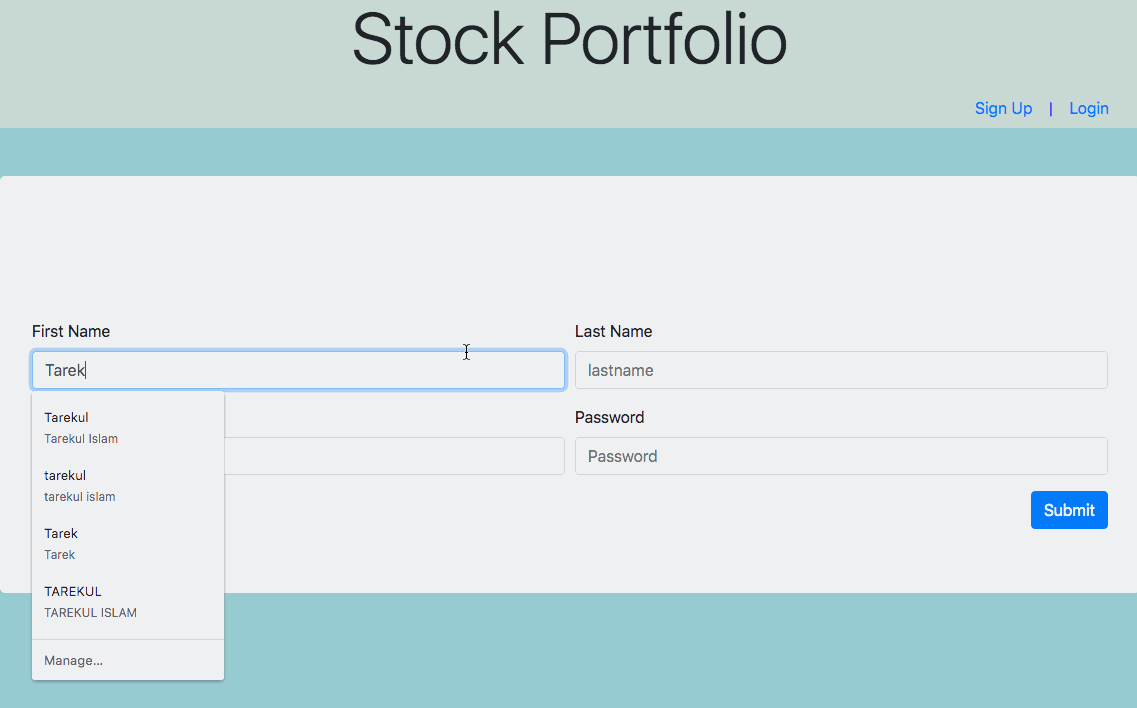 Stock Portfolio
Sign Up | Login
First Name
Last Name
Tarek
lastname
Tarekul
Tarekul Islam
tarekul
tarekul islam
Tarek
Tarek
TAREKUL
TAREKUL ISLAM
Manage...
Password
Password
Submit